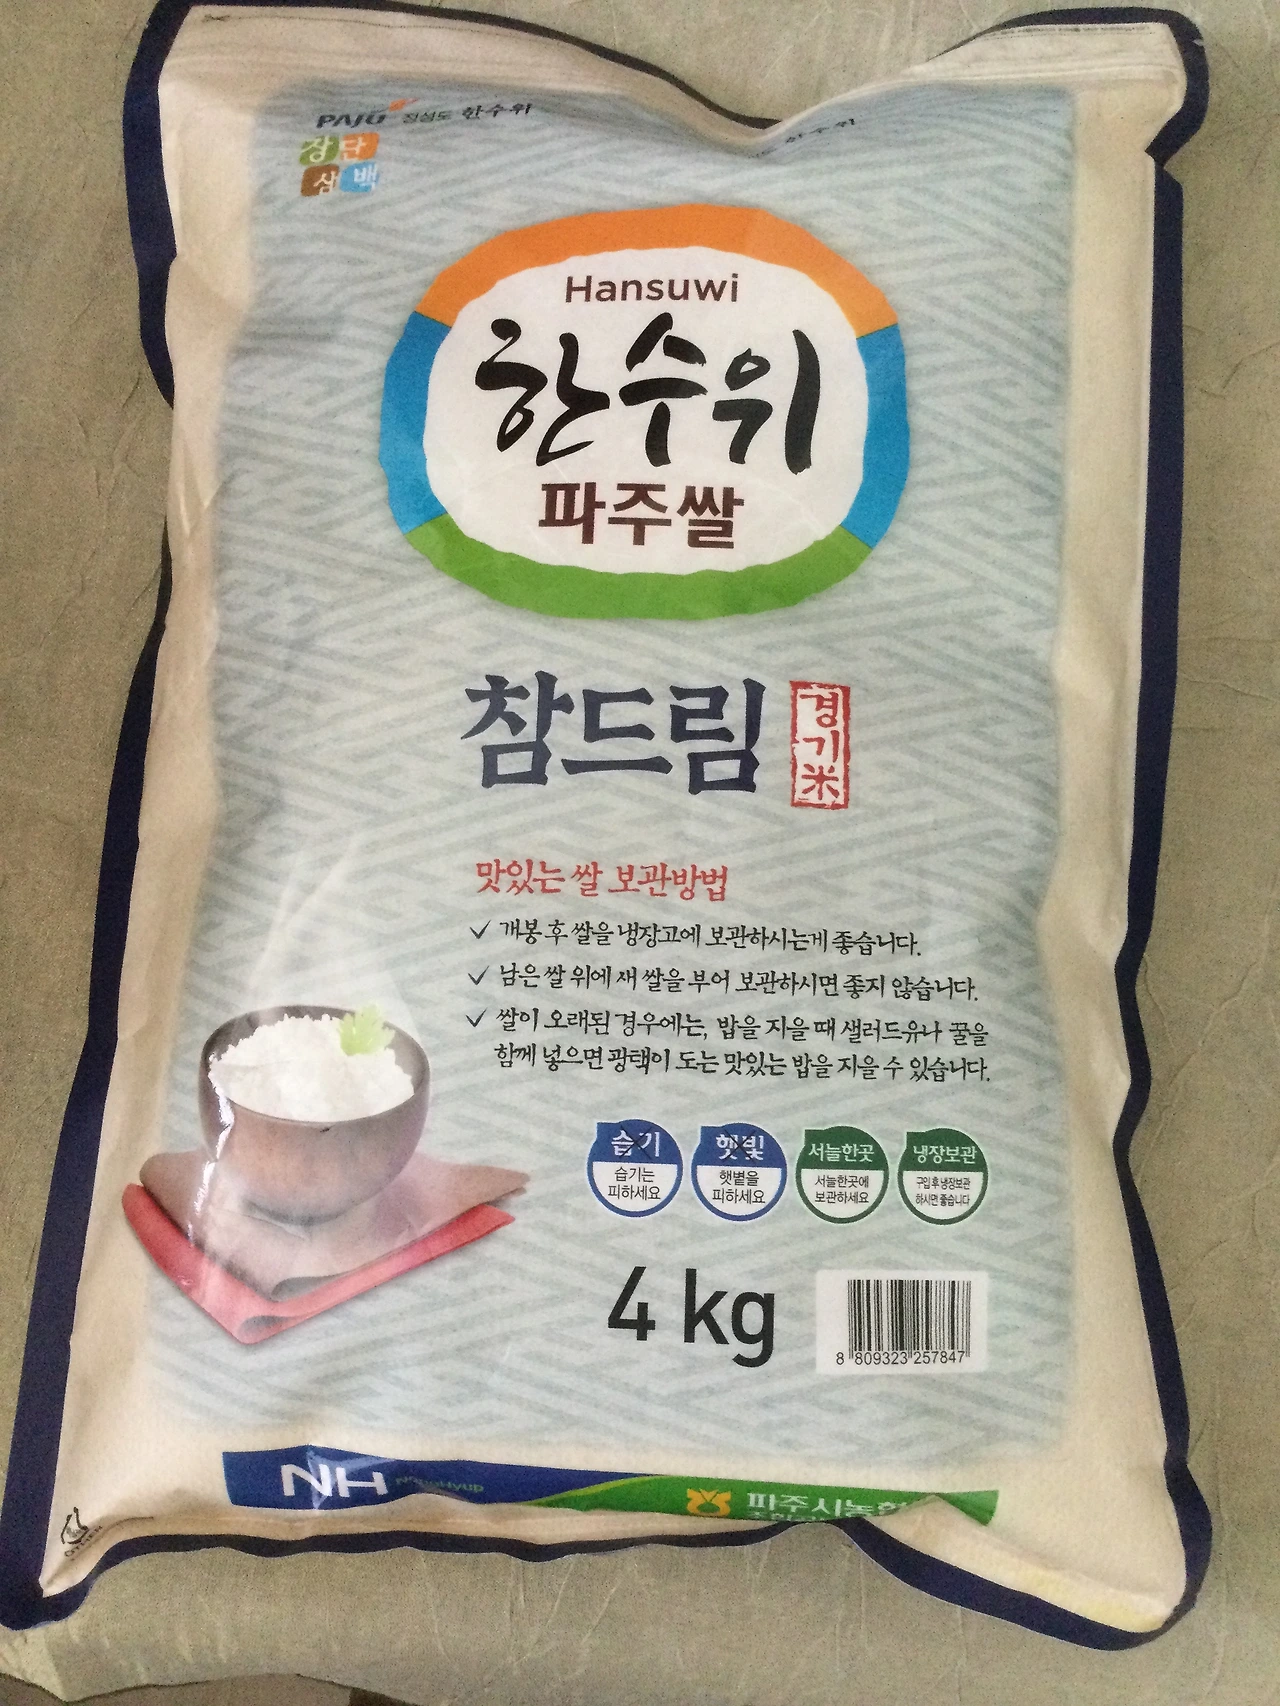 PAJU 정성도 한수위
한수위
장단
삼백
Hansuwi
한수위
파주쌀
참드림
경기米
맛있는 쌀 보관방법
✓ 개봉 후 쌀을 냉장고에 보관하시는게 좋습니다.
✓ 남은 쌀 위에 새 쌀을 부어 보관하시면 좋지 않습니다.
✓ 쌀이 오래된 경우에는, 밥을 지을 때 샐러드유나 꿀을
함께 넣으면 광택이 도는 맛있는 밥을 지을 수 있습니다.
습기 햇빛 서늘한곳 냉장보관
습기는 햇볕을 서늘한곳에 구입 후 냉장보관
피하세요 피하세요 보관하세요 하시면 좋습니다
4 kg
8 809323 257847
NH NongHyup 파주시농협
OTHER